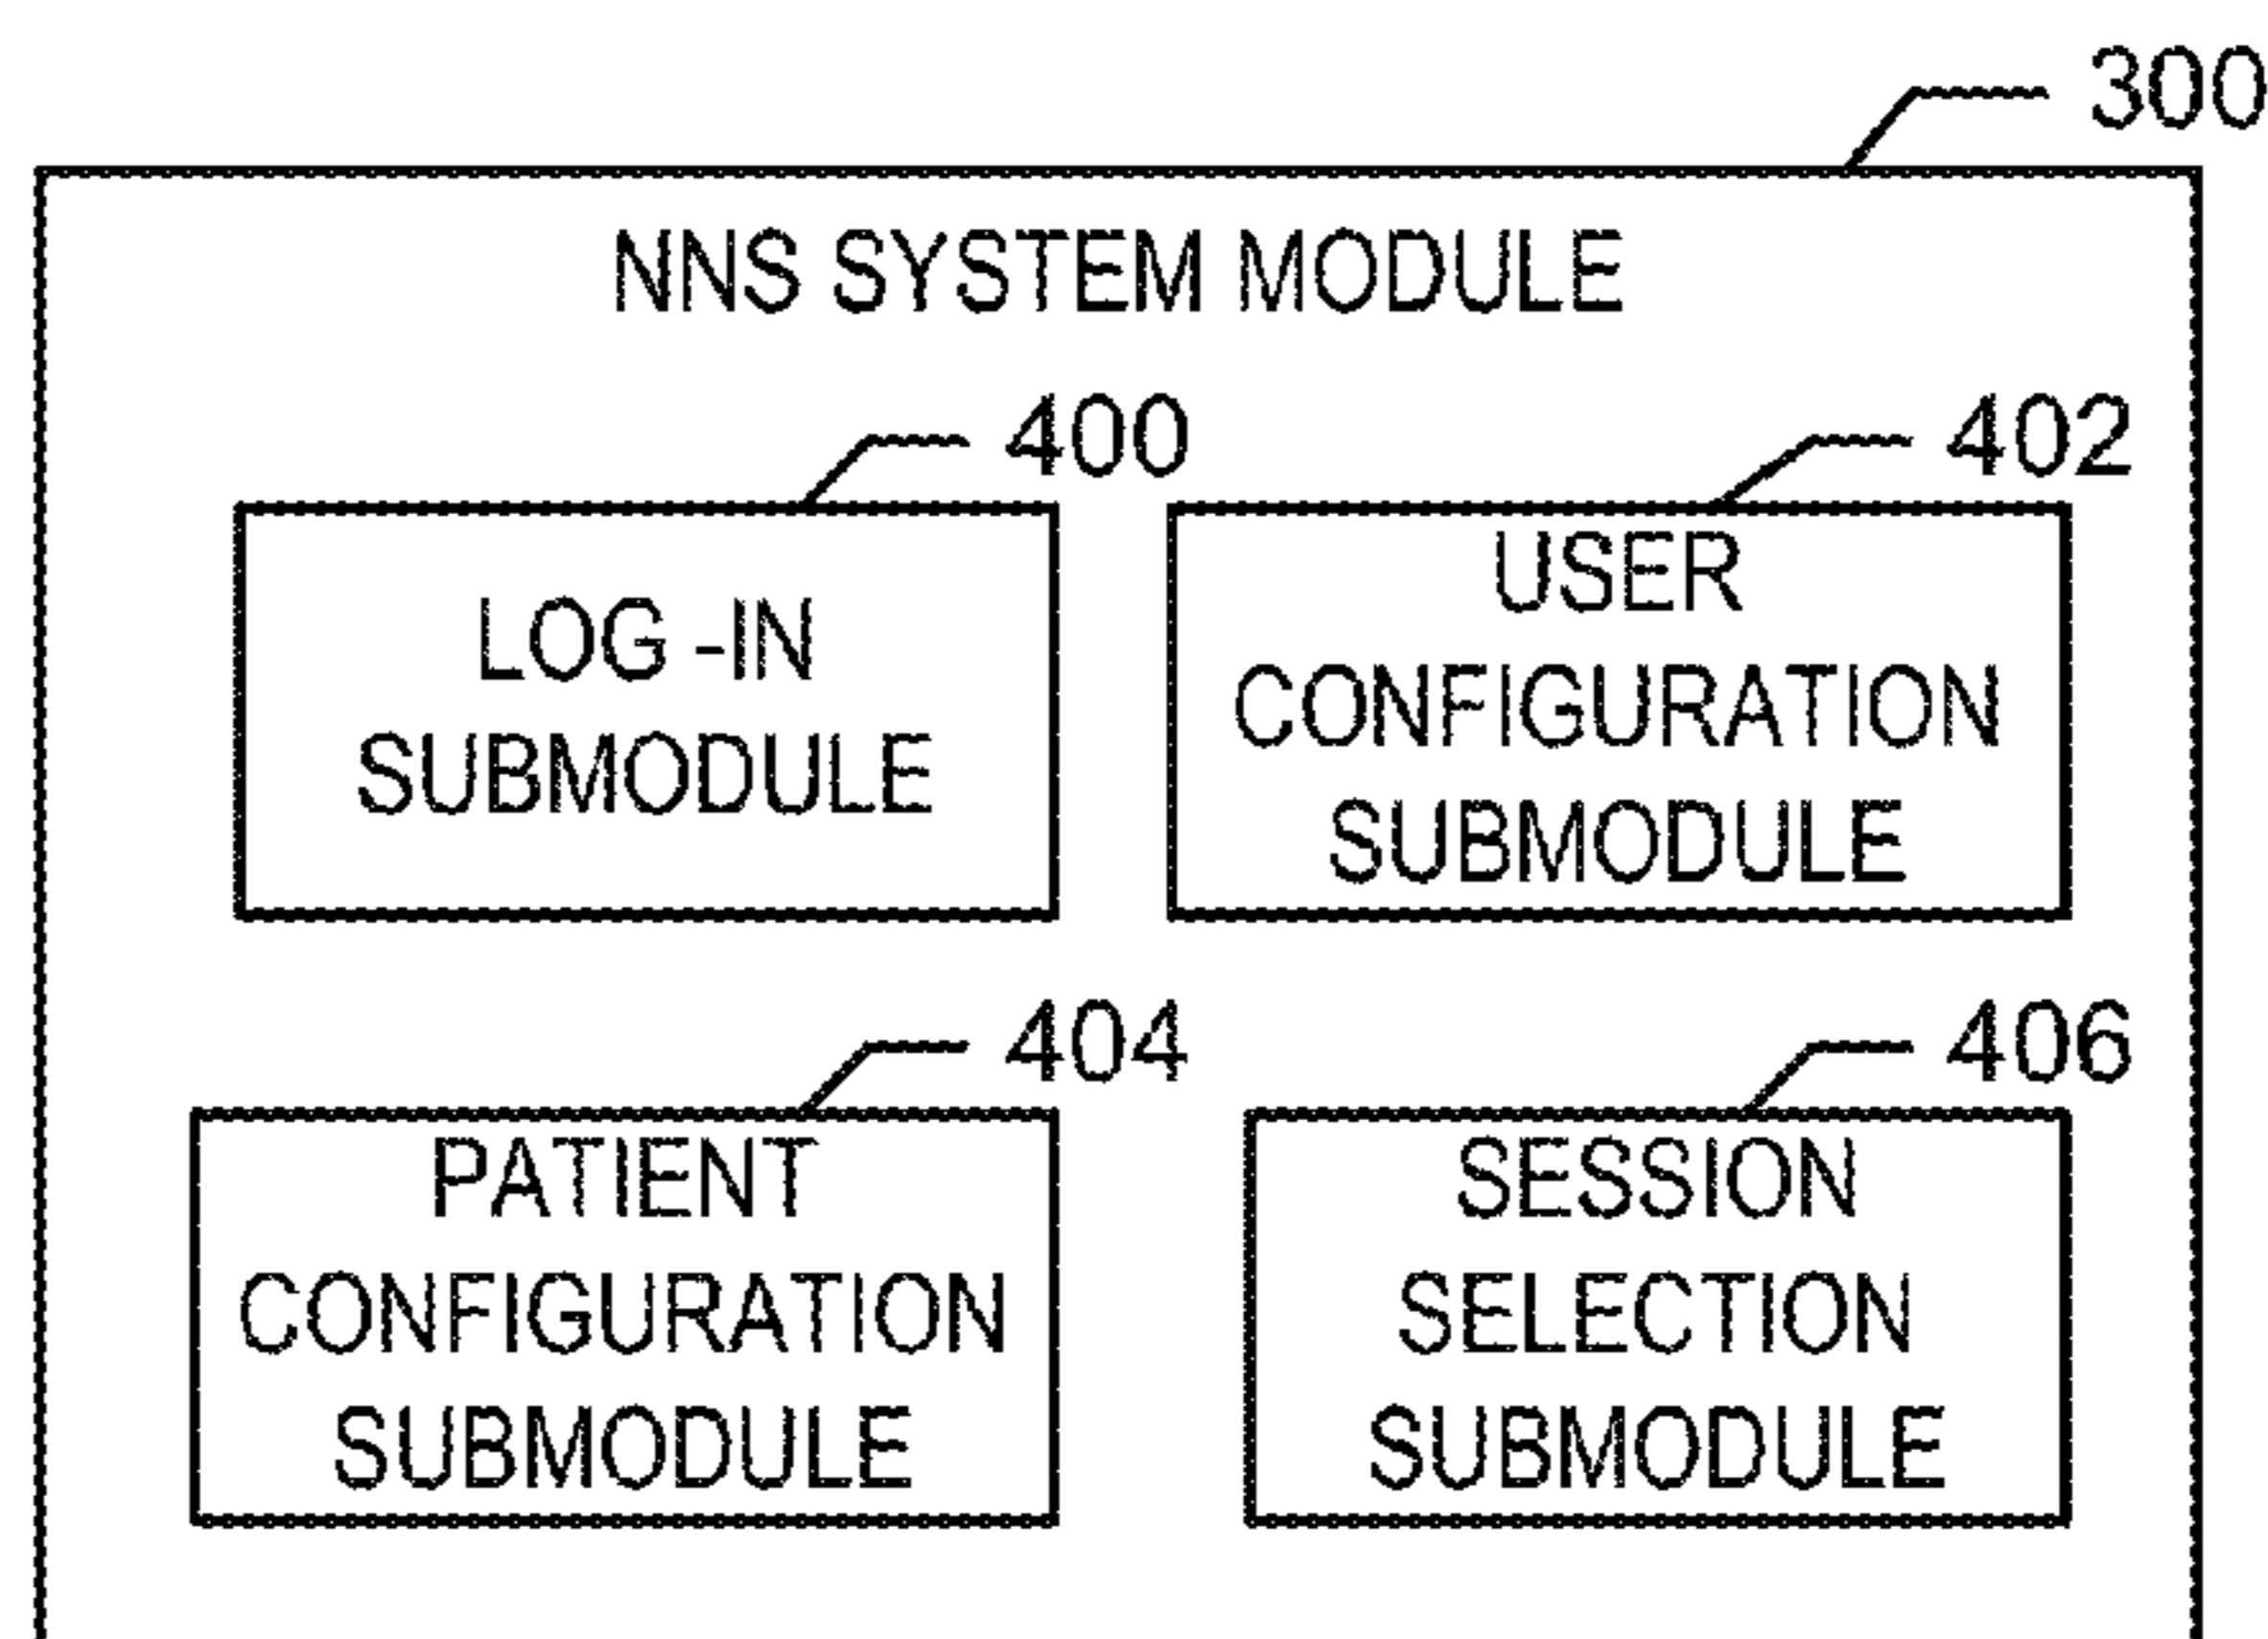 300
NNS SYSTEM MODULE
400
402
LOG -IN
SUBMODULE
USER
CONFIGURATION
SUBMODULE
404
406
PATIENT
CONFIGURATION
SUBMODULE
SESSION
SELECTION
SUBMODULE